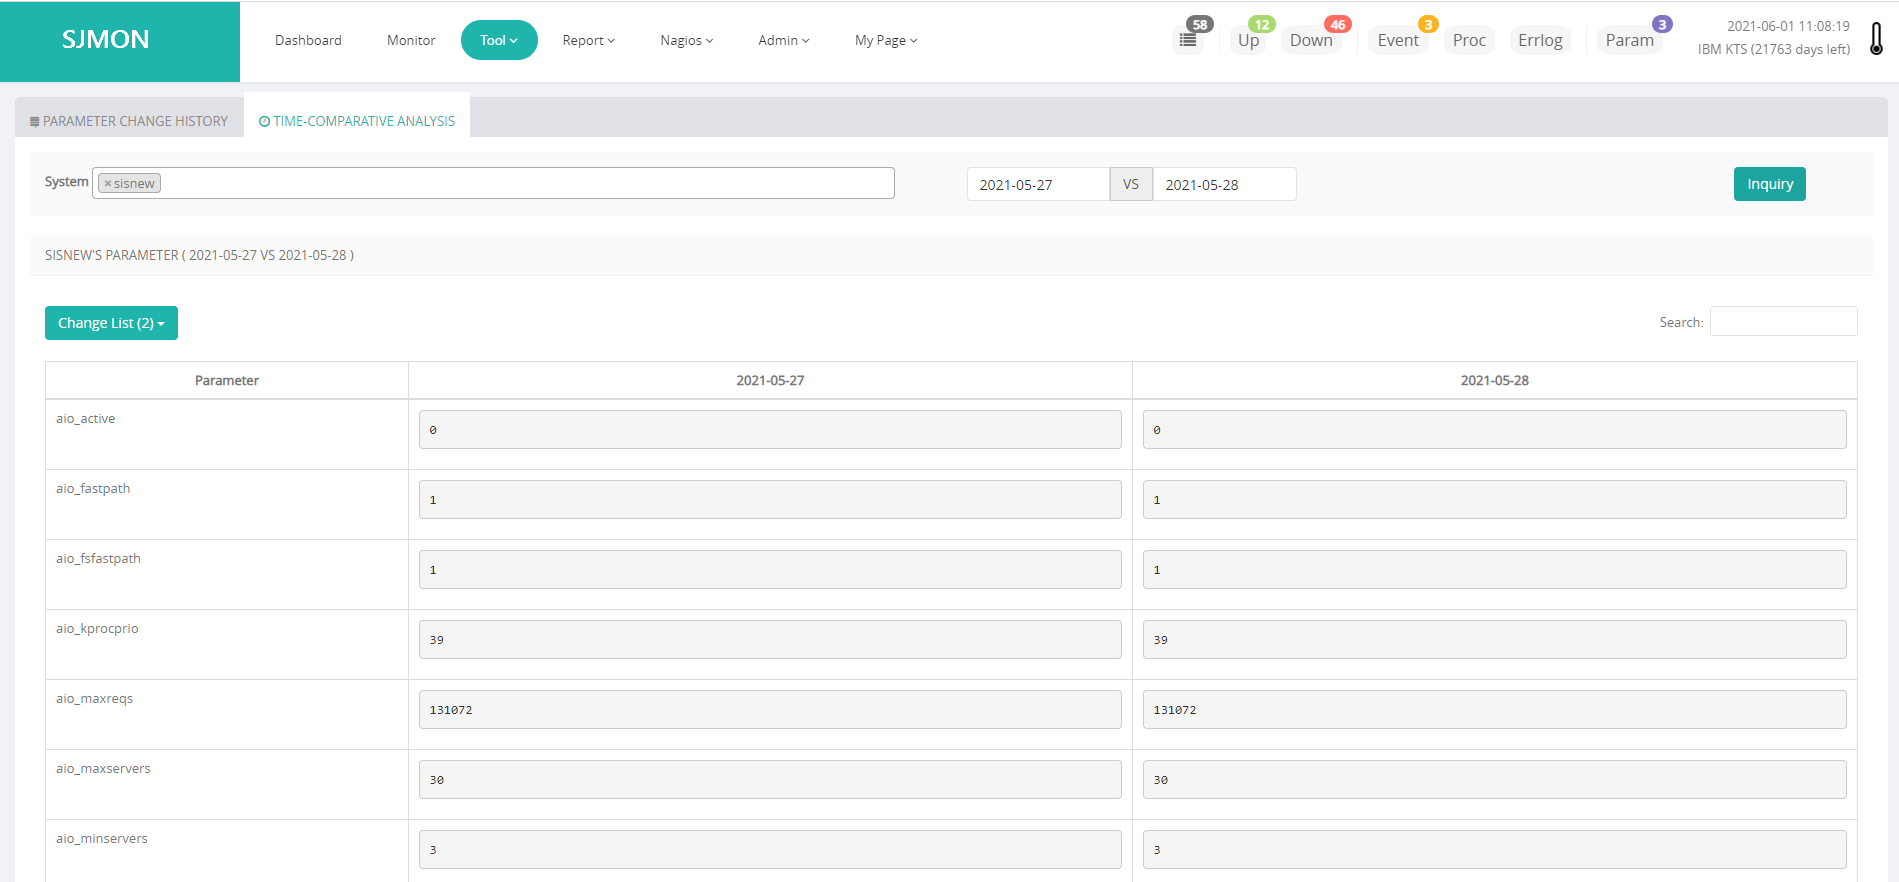 SJMON
Dashboard Monitor Tool Report Nagios Admin My Page
58 Up 12 Down 46 Event 3 Proc Errlog Param 3
2021-06-01 11:08:19
IBM KTS (21763 days left)
PARAMETER CHANGE HISTORY TIME-COMPARATIVE ANALYSIS
System × sisnew 2021-05-27 VS 2021-05-28 Inquiry
SISNEW'S PARAMETER ( 2021-05-27 VS 2021-05-28 )
Change List (2) Search:
Parameter 2021-05-27 2021-05-28
aio_active 0 0
aio_fastpath 1 1
aio_fsfastpath 1 1
aio_kprocprio 39 39
aio_maxreqs 131072 131072
aio_maxservers 30 30
aio_minservers 3 3